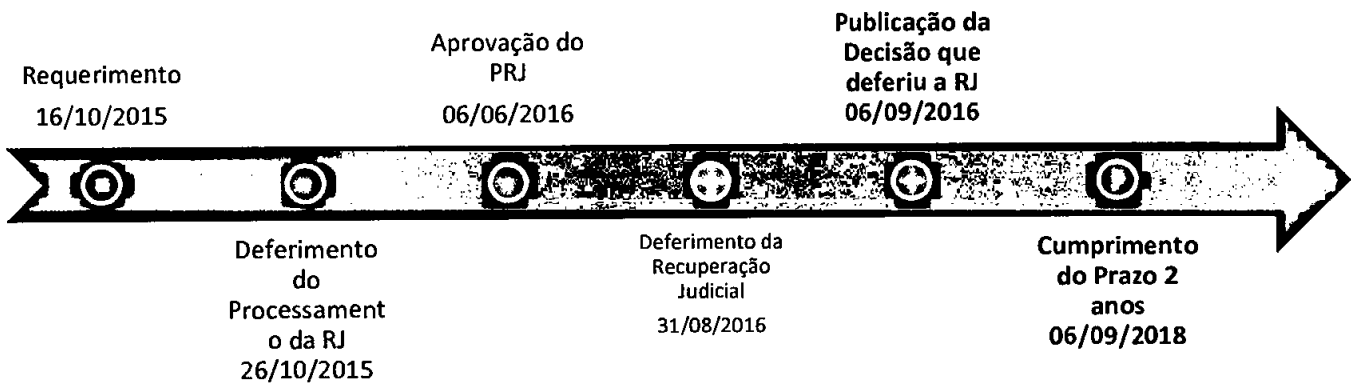 Requerimento
16/10/2015
Deferimento
do
Processament
o da RJ
26/10/2015
Aprovação do
PRJ
06/06/2016
Deferimento da
Recuperação
Judicial
31/08/2016
Publicação da
Decisão que
deferiu a RJ
06/09/2016
Cumprimento
do Prazo 2
anos
06/09/2018